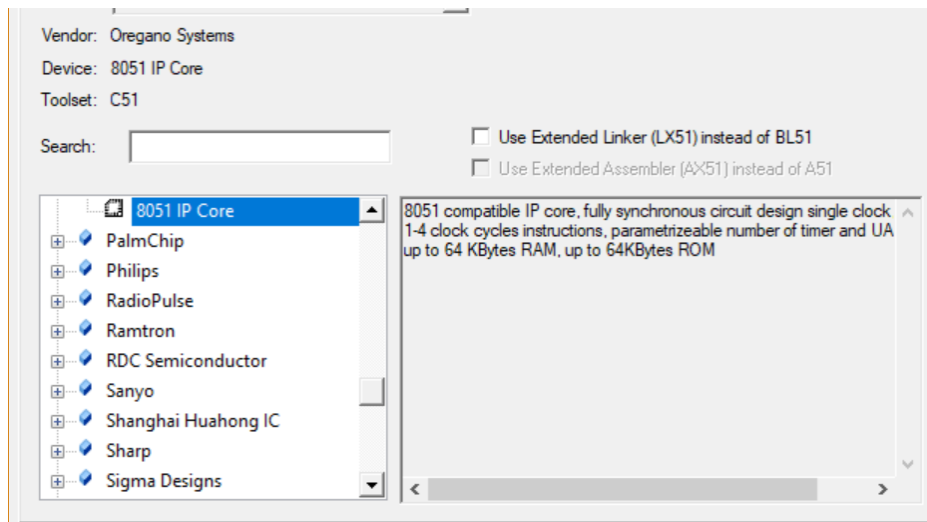 Vendor: Oregano Systems
Device: 8051 IP Core
Toolset: C51
Search:
Use Extended Linker (LX51) instead of BL51
Use Extended Assembler (AX51) instead of A51
8051 IP Core
PalmChip
Philips
RadioPulse
Ramtron
RDC Semiconductor
Sanyo
Shanghai Huahong IC
Sharp
Sigma Designs
8051 compatible IP core, fully synchronous circuit design single clock
1-4 clock cycles instructions, parametrizeable number of timer and UA
up to 64 KBytes RAM, up to 64KBytes ROM